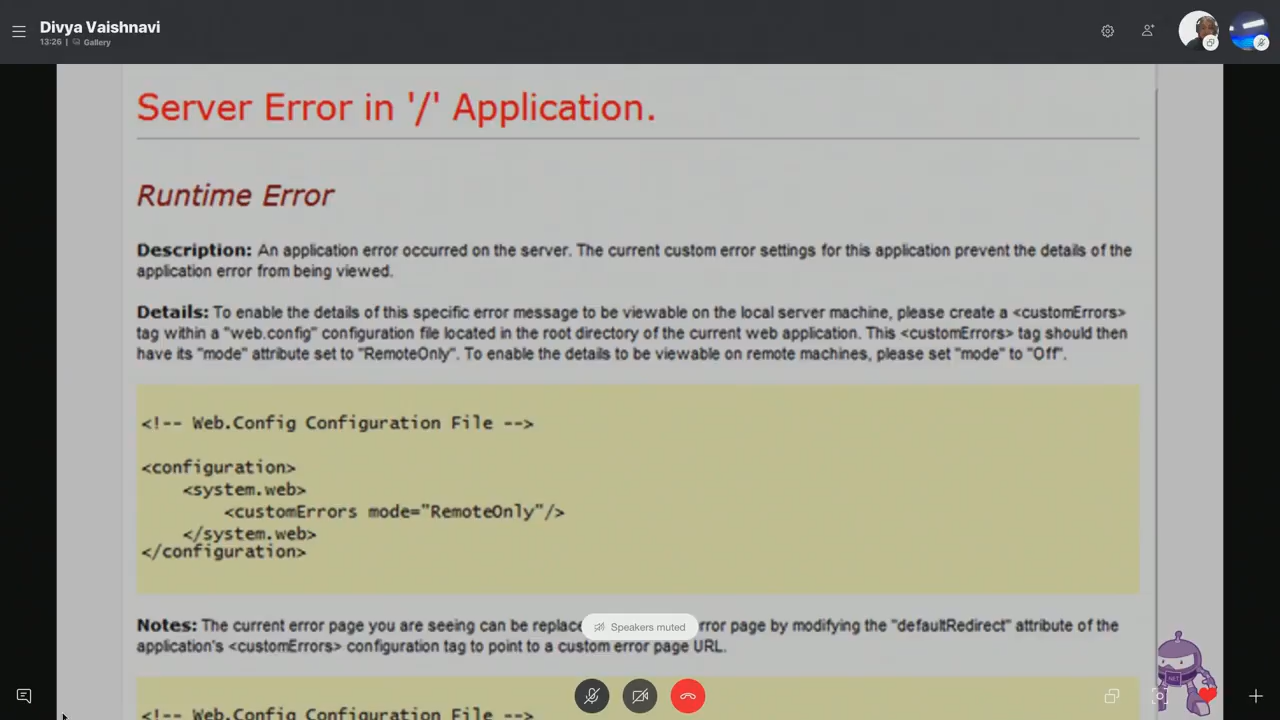 Divya Vaishnavi
13:26 | Gallery
Server Error in '/' Application.
Runtime Error
Description: An application error occurred on the server. The current custom error settings for this application prevent the details of the
application error from being viewed.
Details: To enable the details of this specific error message to be viewable on the local server machine, please create a <customErrors>
tag within a "web.config" configuration file located in the root directory of the current web application. This <customErrors> tag should then
have its "mode" attribute set to "RemoteOnly". To enable the details to be viewable on remote machines, please set "mode" to "Off".
<!-- Web.Config Configuration File -->
<configuration>
<system.web>
<customErrors mode="RemoteOnly"/>
</system.web>
</configuration>
Notes: The current error page you are seeing can be replac
Speakers muted
rror page by modifying the "defaultRedirect" attribute of the
application's <customErrors> configuration tag to point to a custom error page URL.
.NET
<!-- Web.Config Configuration File -->